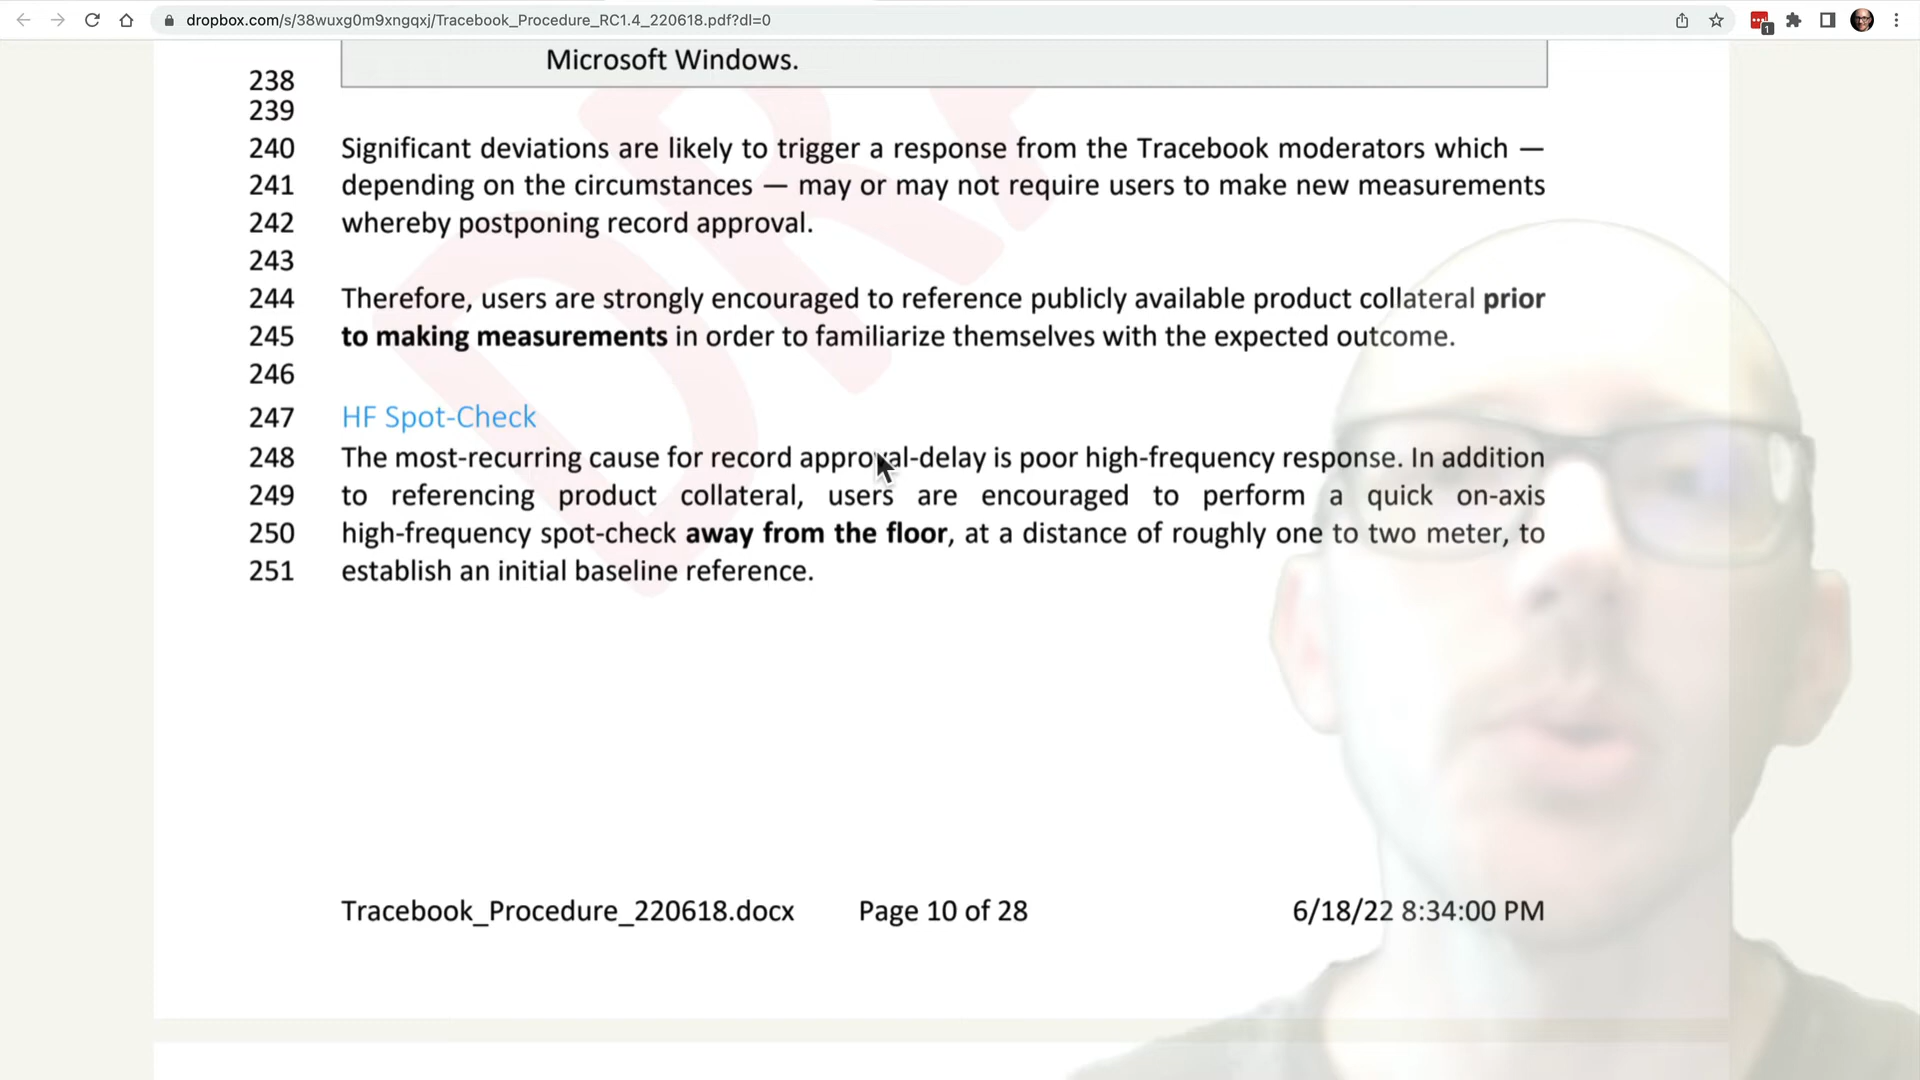 dropbox.com/s/38wuxg0m9xngqxj/Tracebook_Procedure_RC1.4_220618.pdf?dl=0
1
Microsoft Windows.
238
239
240 Significant deviations are likely to trigger a response from the Tracebook moderators which —
241 depending on the circumstances — may or may not require users to make new measurements
242 whereby postponing record approval.
243
244 Therefore, users are strongly encouraged to reference publicly available product collateral prior
245 to making measurements in order to familiarize themselves with the expected outcome.
246
247 HF Spot-Check
248 The most-recurring cause for record approval-delay is poor high-frequency response. In addition
249 to referencing product collateral, users are encouraged to perform a quick on-axis
250 high-frequency spot-check away from the floor, at a distance of roughly one to two meter, to
251 establish an initial baseline reference.
Tracebook_Procedure_220618.docx Page 10 of 28 6/18/22 8:34:00 PM